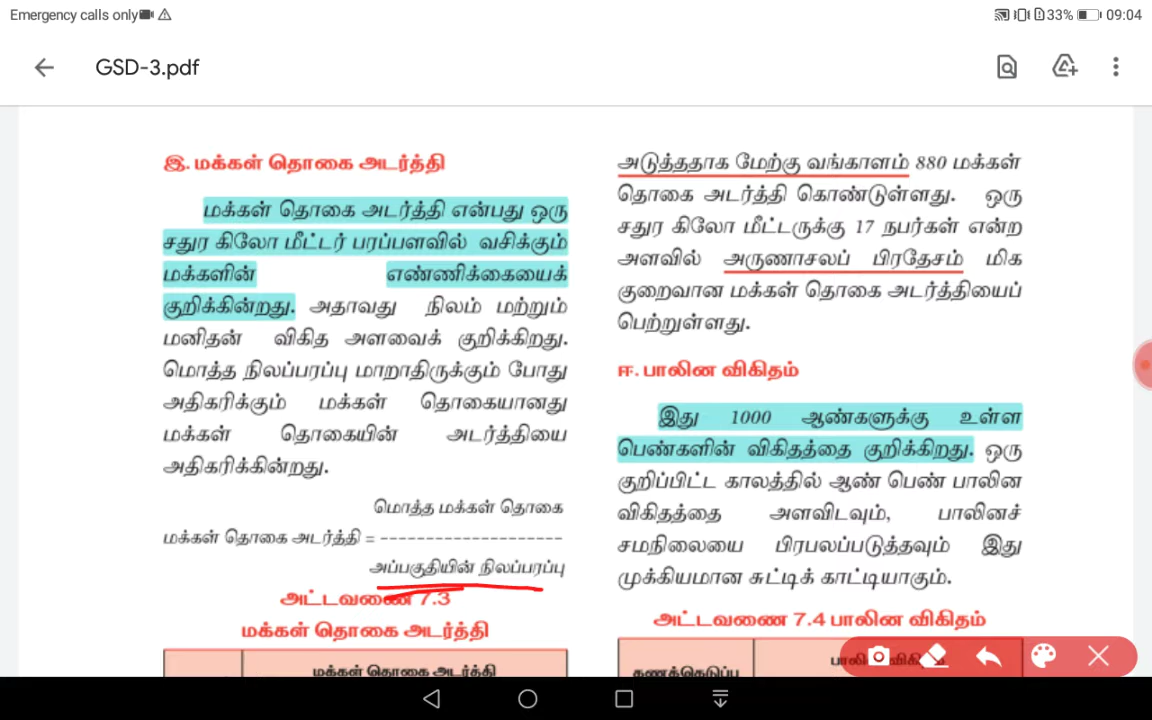 Emergency calls only
33%
09:04
GSD-3.pdf
இ. மக்கள் தொகை அடர்த்தி
மக்கள் தொகை அடர்த்தி என்பது ஒரு
சதுர கிலோ மீட்டர் பரப்பளவில் வசிக்கும்
மக்களின் எண்ணிக்கையைக்
குறிக்கின்றது. அதாவது நிலம் மற்றும்
மனிதன் விகித அளவைக் குறிக்கிறது.
மொத்த நிலப்பரப்பு மாறாதிருக்கும் போது
அதிகரிக்கும் மக்கள் தொகையானது
மக்கள் தொகையின் அடர்த்தியை
அதிகரிக்கின்றது.
மொத்த மக்கள் தொகை
மக்கள் தொகை அடர்த்தி = --------------------
அப்பகுதியின் நிலப்பரப்பு
அட்டவணை 7.3
மக்கள் தொகை அடர்த்தி
மக்கள் தொகை அடர்த்தி
அடுத்ததாக மேற்கு வங்காளம் 880 மக்கள்
தொகை அடர்த்தி கொண்டுள்ளது. ஒரு
சதுர கிலோ மீட்டருக்கு 17 நபர்கள் என்ற
அளவில் அருணாசலப் பிரதேசம் மிக
குறைவான மக்கள் தொகை அடர்த்தியைப்
பெற்றுள்ளது.
ஈ. பாலின விகிதம்
இது 1000 ஆண்களுக்கு உள்ள
பெண்களின் விகிதத்தை குறிக்கிறது. ஒரு
குறிப்பிட்ட காலத்தில் ஆண் பெண் பாலின
விகிதத்தை அளவிடவும், பாலினச்
சமநிலையை பிரபலப்படுத்தவும் இது
முக்கியமான சுட்டிக் காட்டியாகும்.
அட்டவணை 7.4 பாலின விகிதம்
கணக்கெடுப்பு